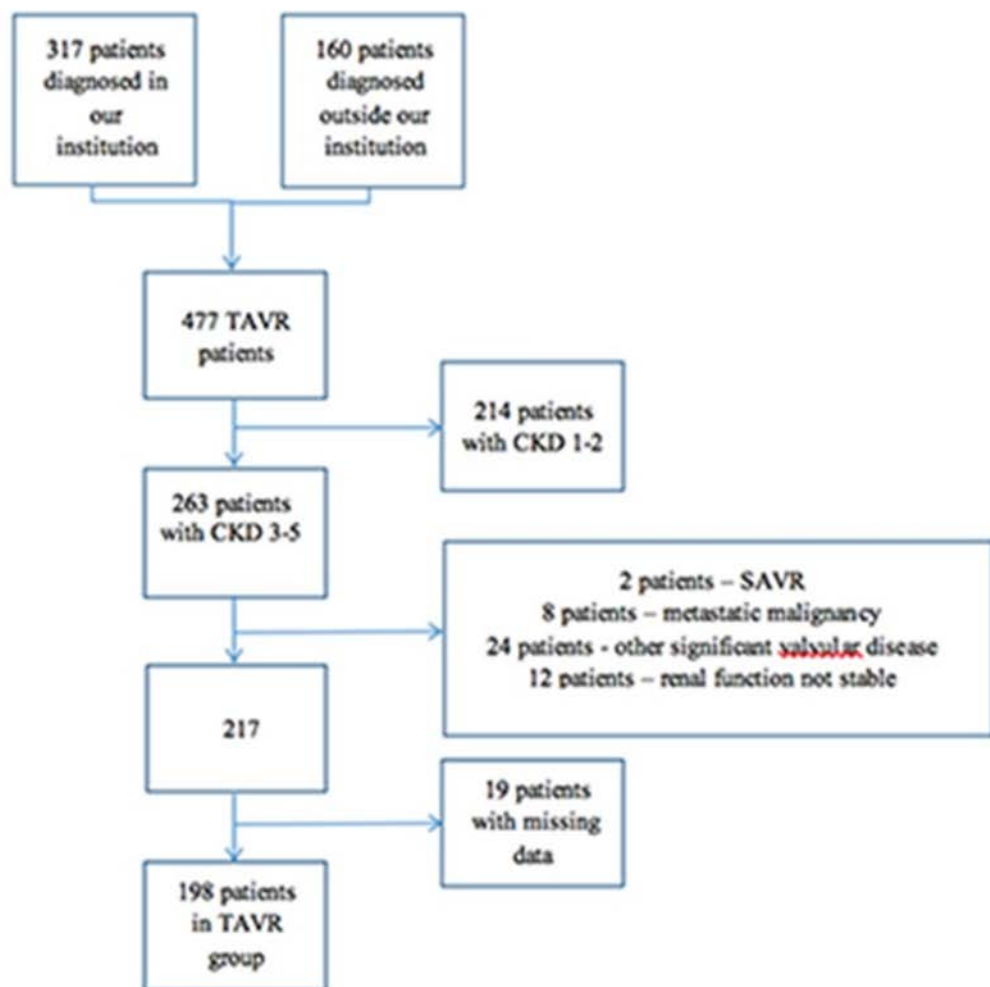 317 patients
diagnosed in
our
institution
160 patients
diagnosed
outside our
institution
477 TAVR
patients
214 patients
with CKD 1-2
263 patients
with CKD 3-5
2 patients – SAVR
8 patients – metastatic malignancy
24 patients - other significant valvular disease
12 patients – renal function not stable
217
19 patients
with missing
data
198 patients
in TAVR
group